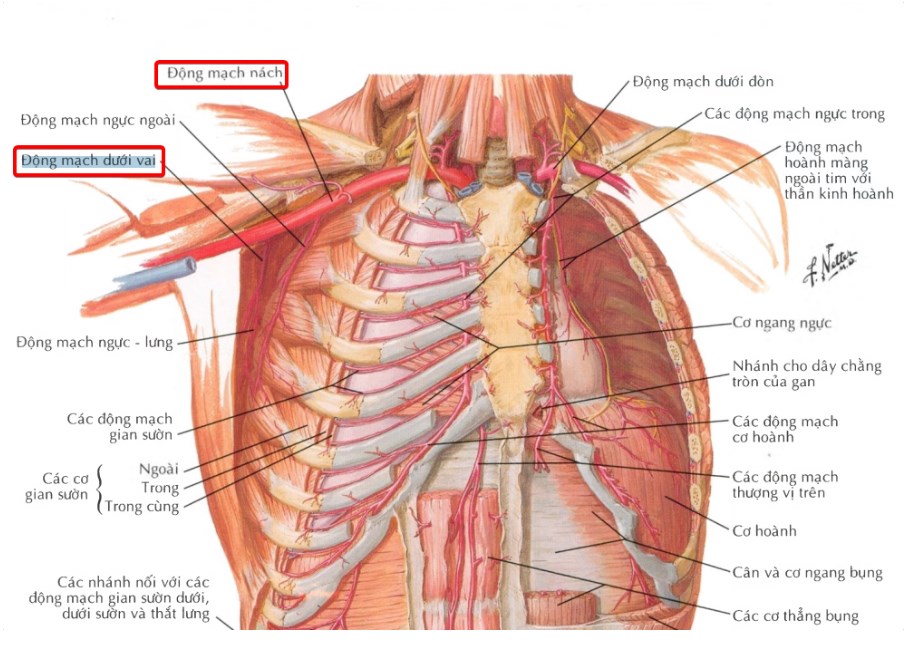 Động mạch nách
Động mạch ngực ngoài
Động mạch dưới vai
Động mạch ngực - lưng
Các động mạch
gian sườn
Các cơ
gian sườn
Ngoài
Trong
Trong cùng
Các nhánh nối với các
động mạch gian sườn dưới,
dưới sườn và thắt lưng
Động mạch dưới đòn
Các động mạch ngực trong
Động mạch
hoành màng
ngoài tim với
thần kinh hoành
F. Netter
M.D.
Cơ ngang ngực
Nhánh cho dây chằng
tròn của gan
Các động mạch
cơ hoành
Các động mạch
thượng vị trên
Cơ hoành
Cân và cơ ngang bụng
Các cơ thẳng bụng